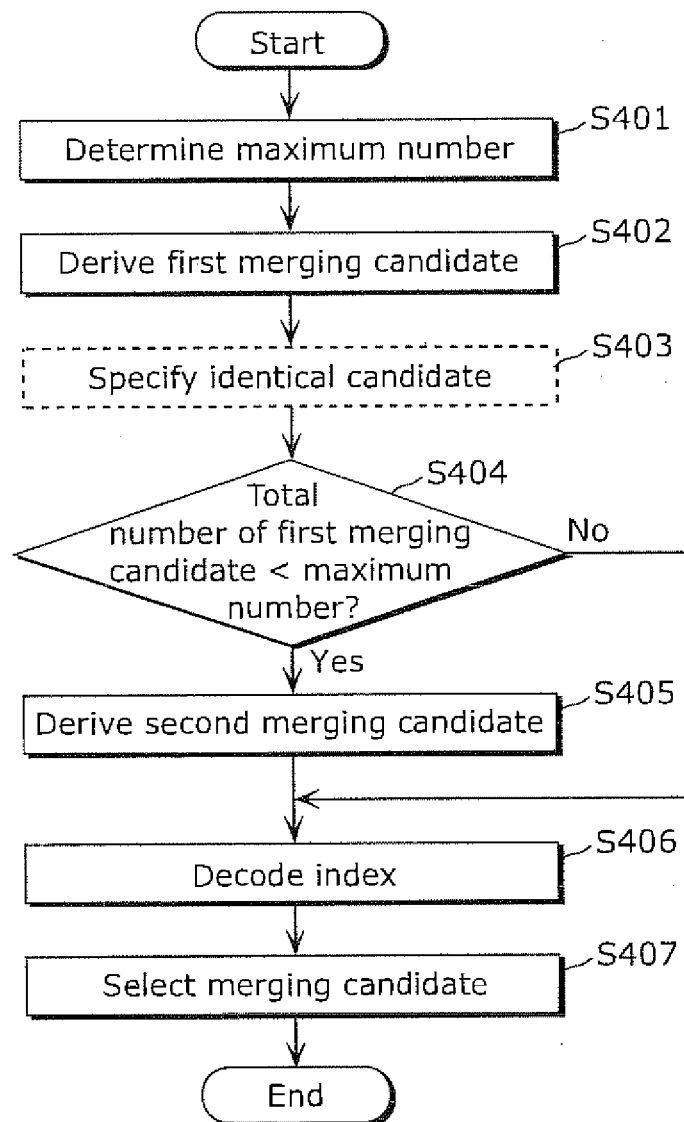 Start
S401
Determine maximum number
S402
Derive first merging candidate
S403
Specify identical candidate
S404
Total
number of first merging
candidate < maximum
number?
No
Yes
S405
Derive second merging candidate
S406
Decode index
S407
Select merging candidate
End